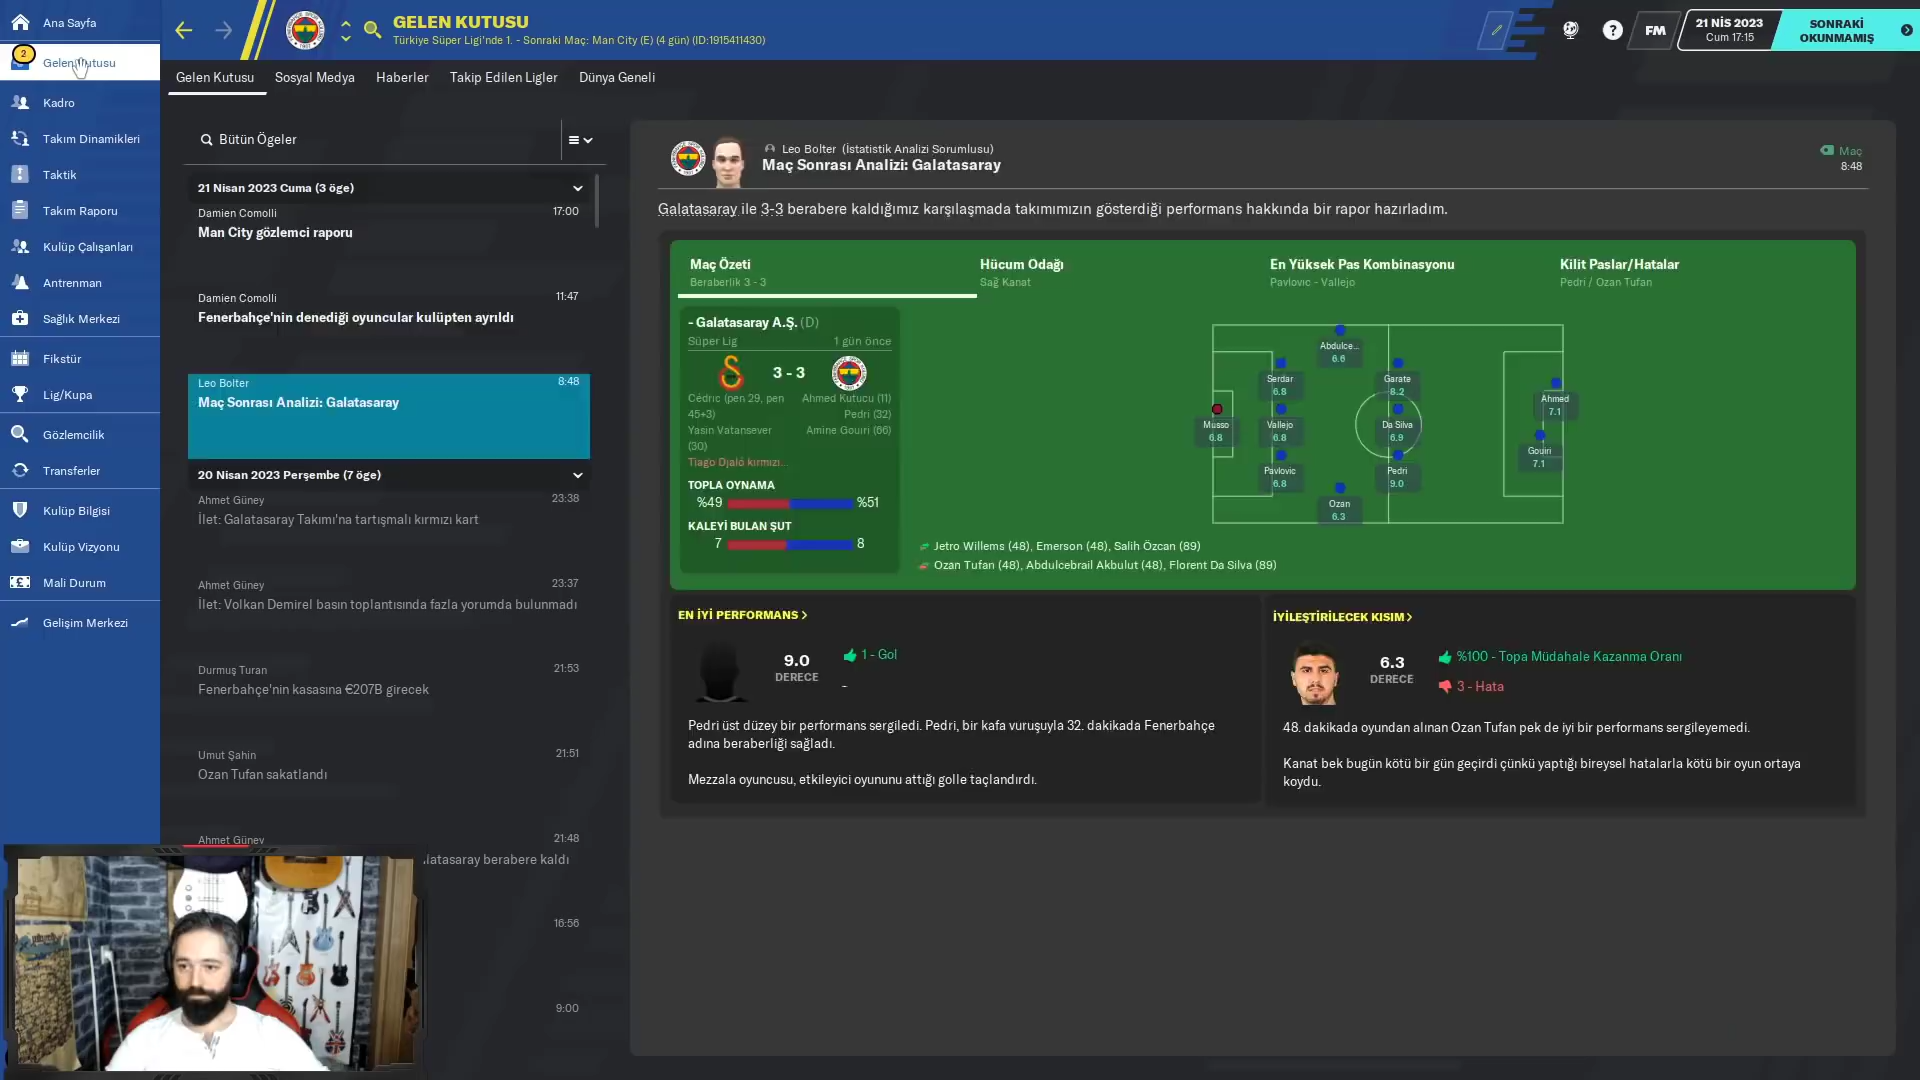 Ana Sayfa
2
Gelen Kutusu
Kadro
Takım Dinamikleri
Taktik
Takım Raporu
Kulüp Çalışanları
Antrenman
Sağlık Merkezi
Fikstür
Lig/Kupa
Gözlemcilik
Transferler
Kulüp Bilgisi
Kulüp Vizyonu
Mali Durum
Gelişim Merkezi
GELEN KUTUSU
Türkiye Süper Ligi'nde 1. - Sonraki Maç: Man City (E) (4 gün) (ID:1915411430)
FM
21 NİS 2023
Cum 17:15
SONRAKİ
OKUNMAMIŞ
Gelen Kutusu
Sosyal Medya
Haberler
Takip Edilen Ligler
Dünya Geneli
Bütün Ögeler
21 Nisan 2023 Cuma (3 öge)
Damien Comolli 17:00
Man City gözlemci raporu
Damien Comolli 11:47
Fenerbahçe'nin denediği oyuncular kulüpten ayrıldı
Leo Bolter 8:48
Maç Sonrası Analizi: Galatasaray
20 Nisan 2023 Perşembe (7 öge)
Ahmet Güney 23:38
İlet: Galatasaray Takımı'na tartışmalı kırmızı kart
Ahmet Güney 23:37
İlet: Volkan Demirel basın toplantısında fazla yorumda bulunmadı
Durmuş Turan 21:53
Fenerbahçe'nin kasasına €207B girecek
Umut Şahin 21:51
Ozan Tufan sakatlandı
Ahmet Güney 21:48
latasaray berabere kaldı
16:56
9:00
Leo Bolter (İstatistik Analizi Sorumlusu)
Maç Sonrası Analizi: Galatasaray
Maç
8:48
Galatasaray ile 3-3 berabere kaldığımız karşılaşmada takımımızın gösterdiği performans hakkında bir rapor hazırladım.
Maç Özeti
Beraberlik 3 - 3
Hücum Odağı
Sağ Kanat
En Yüksek Pas Kombinasyonu
Pavlovic - Vallejo
Kilit Paslar/Hatalar
Pedri / Ozan Tufan
- Galatasaray A.Ş. (D)
Süper Lig 1 gün önce
3 - 3
Cédric (pen 29, pen 45+3)
Yasin Vatansever (30)
Tiago Djaló kırmızı...
Ahmed Kutucu (11)
Pedri (32)
Amine Gouiri (66)
TOPLA OYNAMA
%49 %51
KALEYİ BULAN ŞUT
7 8
Abdulce...
6.6
Serdar
6.8
Garate
8.2
Ahmed
7.1
Musso
6.8
Vallejo
6.8
Da Silva
6.9
Gouiri
7.1
Pavlovic
6.8
Pedri
9.0
Ozan
6.3
Jetro Willems (48), Emerson (48), Salih Özcan (89)
Ozan Tufan (48), Abdulcebrail Akbulut (48), Florent Da Silva (89)
EN İYİ PERFORMANS >
9.0
DERECE
1 - Gol
-
Pedri üst düzey bir performans sergiledi. Pedri, bir kafa vuruşuyla 32. dakikada Fenerbahçe
adına beraberliği sağladı.
Mezzala oyuncusu, etkileyici oyununu attığı golle taçlandırdı.
İYİLEŞTİRİLECEK KISIM >
6.3
DERECE
%100 - Topa Müdahale Kazanma Oranı
3 - Hata
48. dakikada oyundan alınan Ozan Tufan pek de iyi bir performans sergileyemedi.
Kanat bek bugün kötü bir gün geçirdi çünkü yaptığı bireysel hatalarla kötü bir oyun ortaya
koydu.